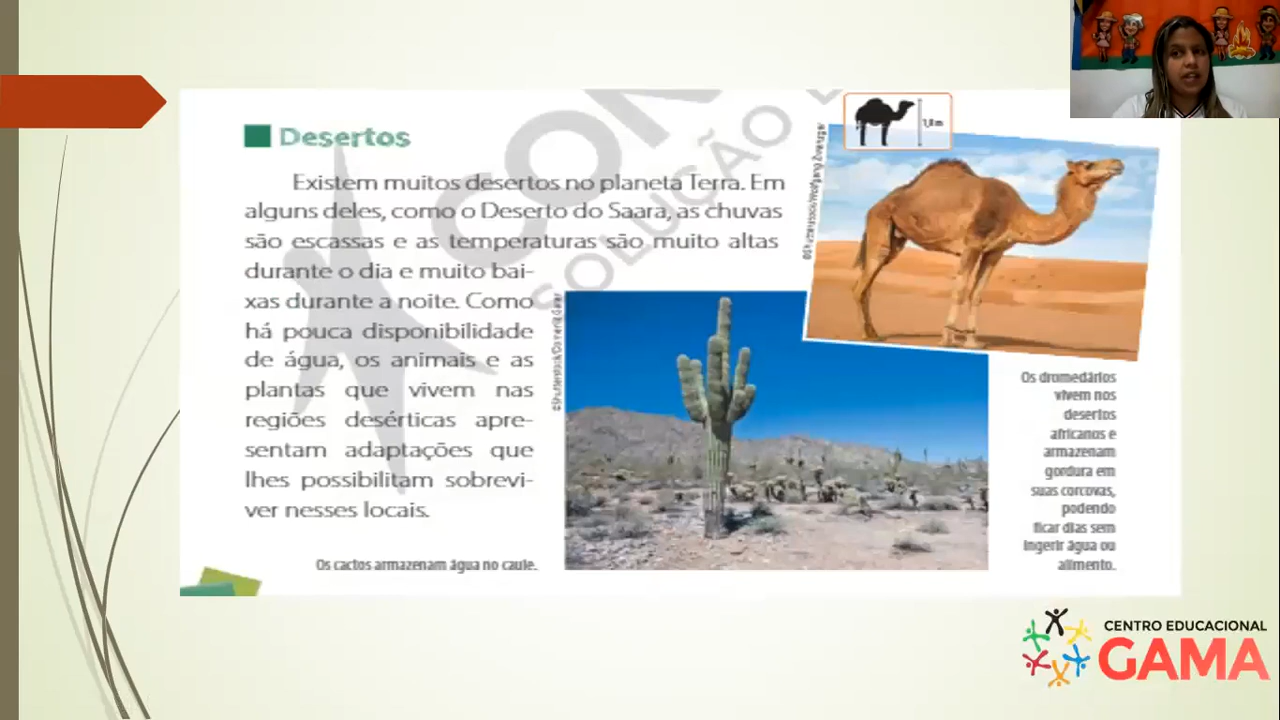 Desertos
Existem muitos desertos no planeta Terra. Em
alguns deles, como o Deserto do Saara, as chuvas
são escassas e as temperaturas são muito altas
durante o dia e muito bai-
xas durante a noite. Como
há pouca disponibilidade
de água, os animais e as
plantas que vivem nas
regiões desérticas apre-
sentam adaptações que
lhes possibilitam sobrevi-
ver nesses locais.
Os cactos armazenam água no caule.
1,8 m
Os dromedários
vivem nos
desertos
africanos e
armazenam
gordura em
suas corcovas,
podendo
ficar dias sem
ingerir água ou
alimento.
CON
SOLUÇÃO
CENTRO EDUCACIONAL
GAMA